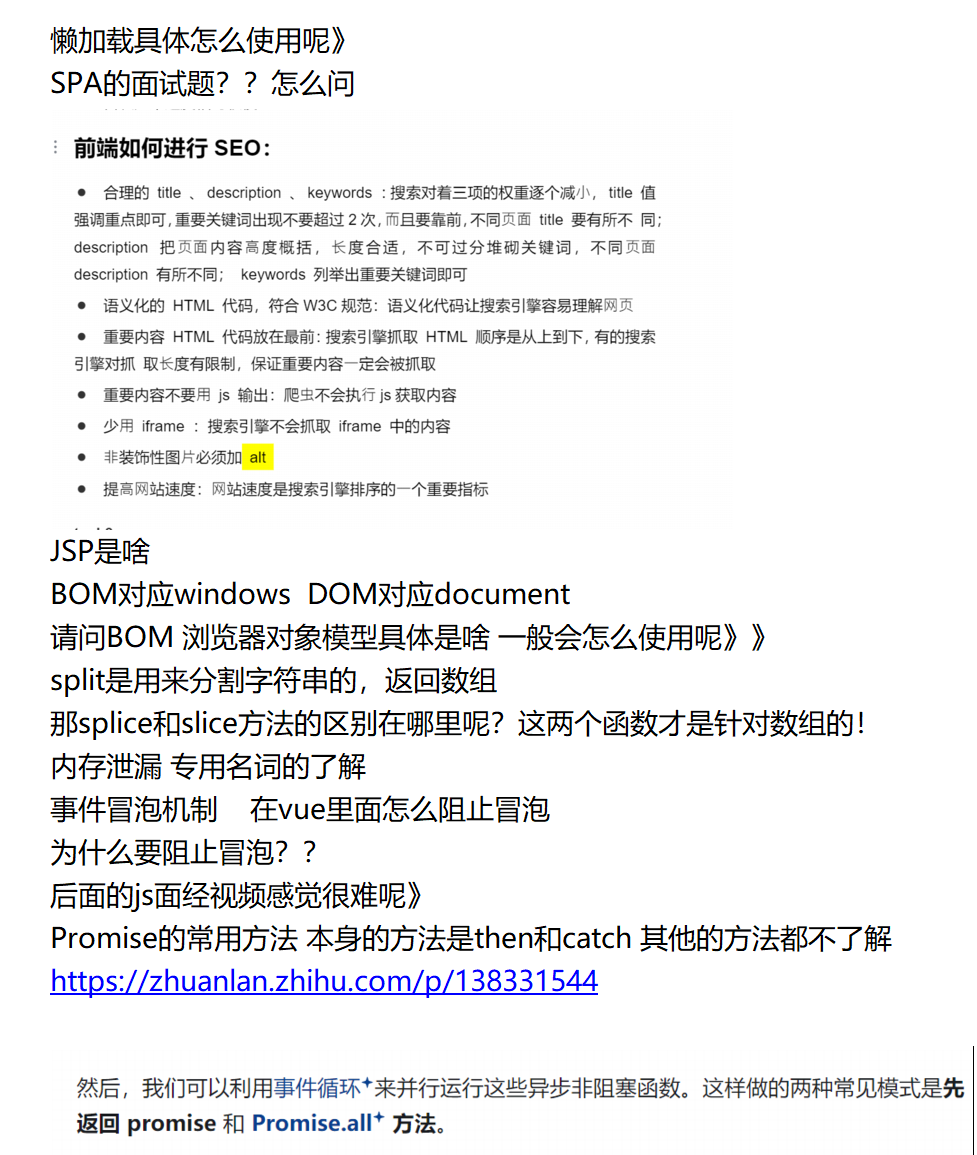 懒加载具体怎么使用呢》
SPA的面试题？？怎么问
前端如何进行 SEO：
● 合理的 title 、 description 、 keywords ：搜索对着三项的权重逐个减小，title 值
强调重点即可，重要关键词出现不要超过 2 次，而且要靠前，不同页面 title 要有所不 同；
description 把页面内容高度概括，长度合适，不可过分堆砌关键词，不同页面
description 有所不同； keywords 列举出重要关键词即可
● 语义化的 HTML 代码，符合 W3C 规范：语义化代码让搜索引擎容易理解网页
● 重要内容 HTML 代码放在最前：搜索引擎抓取 HTML 顺序是从上到下，有的搜索
引擎对抓 取长度有限制，保证重要内容一定会被抓取
● 重要内容不要用 js 输出：爬虫不会执行 js 获取内容
● 少用 iframe ：搜索引擎不会抓取 iframe 中的内容
● 非装饰性图片必须加 alt
● 提高网站速度：网站速度是搜索引擎排序的一个重要指标
JSP是啥
BOM对应windows DOM对应document
请问BOM 浏览器对象模型具体是啥 一般会怎么使用呢》》
split是用来分割字符串的，返回数组
那splice和slice方法的区别在哪里呢？这两个函数才是针对数组的！
内存泄漏 专用名词的了解
事件冒泡机制 在vue里面怎么阻止冒泡
为什么要阻止冒泡？？
后面的js面经视频感觉很难呢》
Promise的常用方法 本身的方法是then和catch 其他的方法都不了解
https://zhuanlan.zhihu.com/p/138331544
然后，我们可以利用事件循环来并行运行这些异步非阻塞函数。这样做的两种常见模式是先
返回 promise 和 Promise.all 方法。